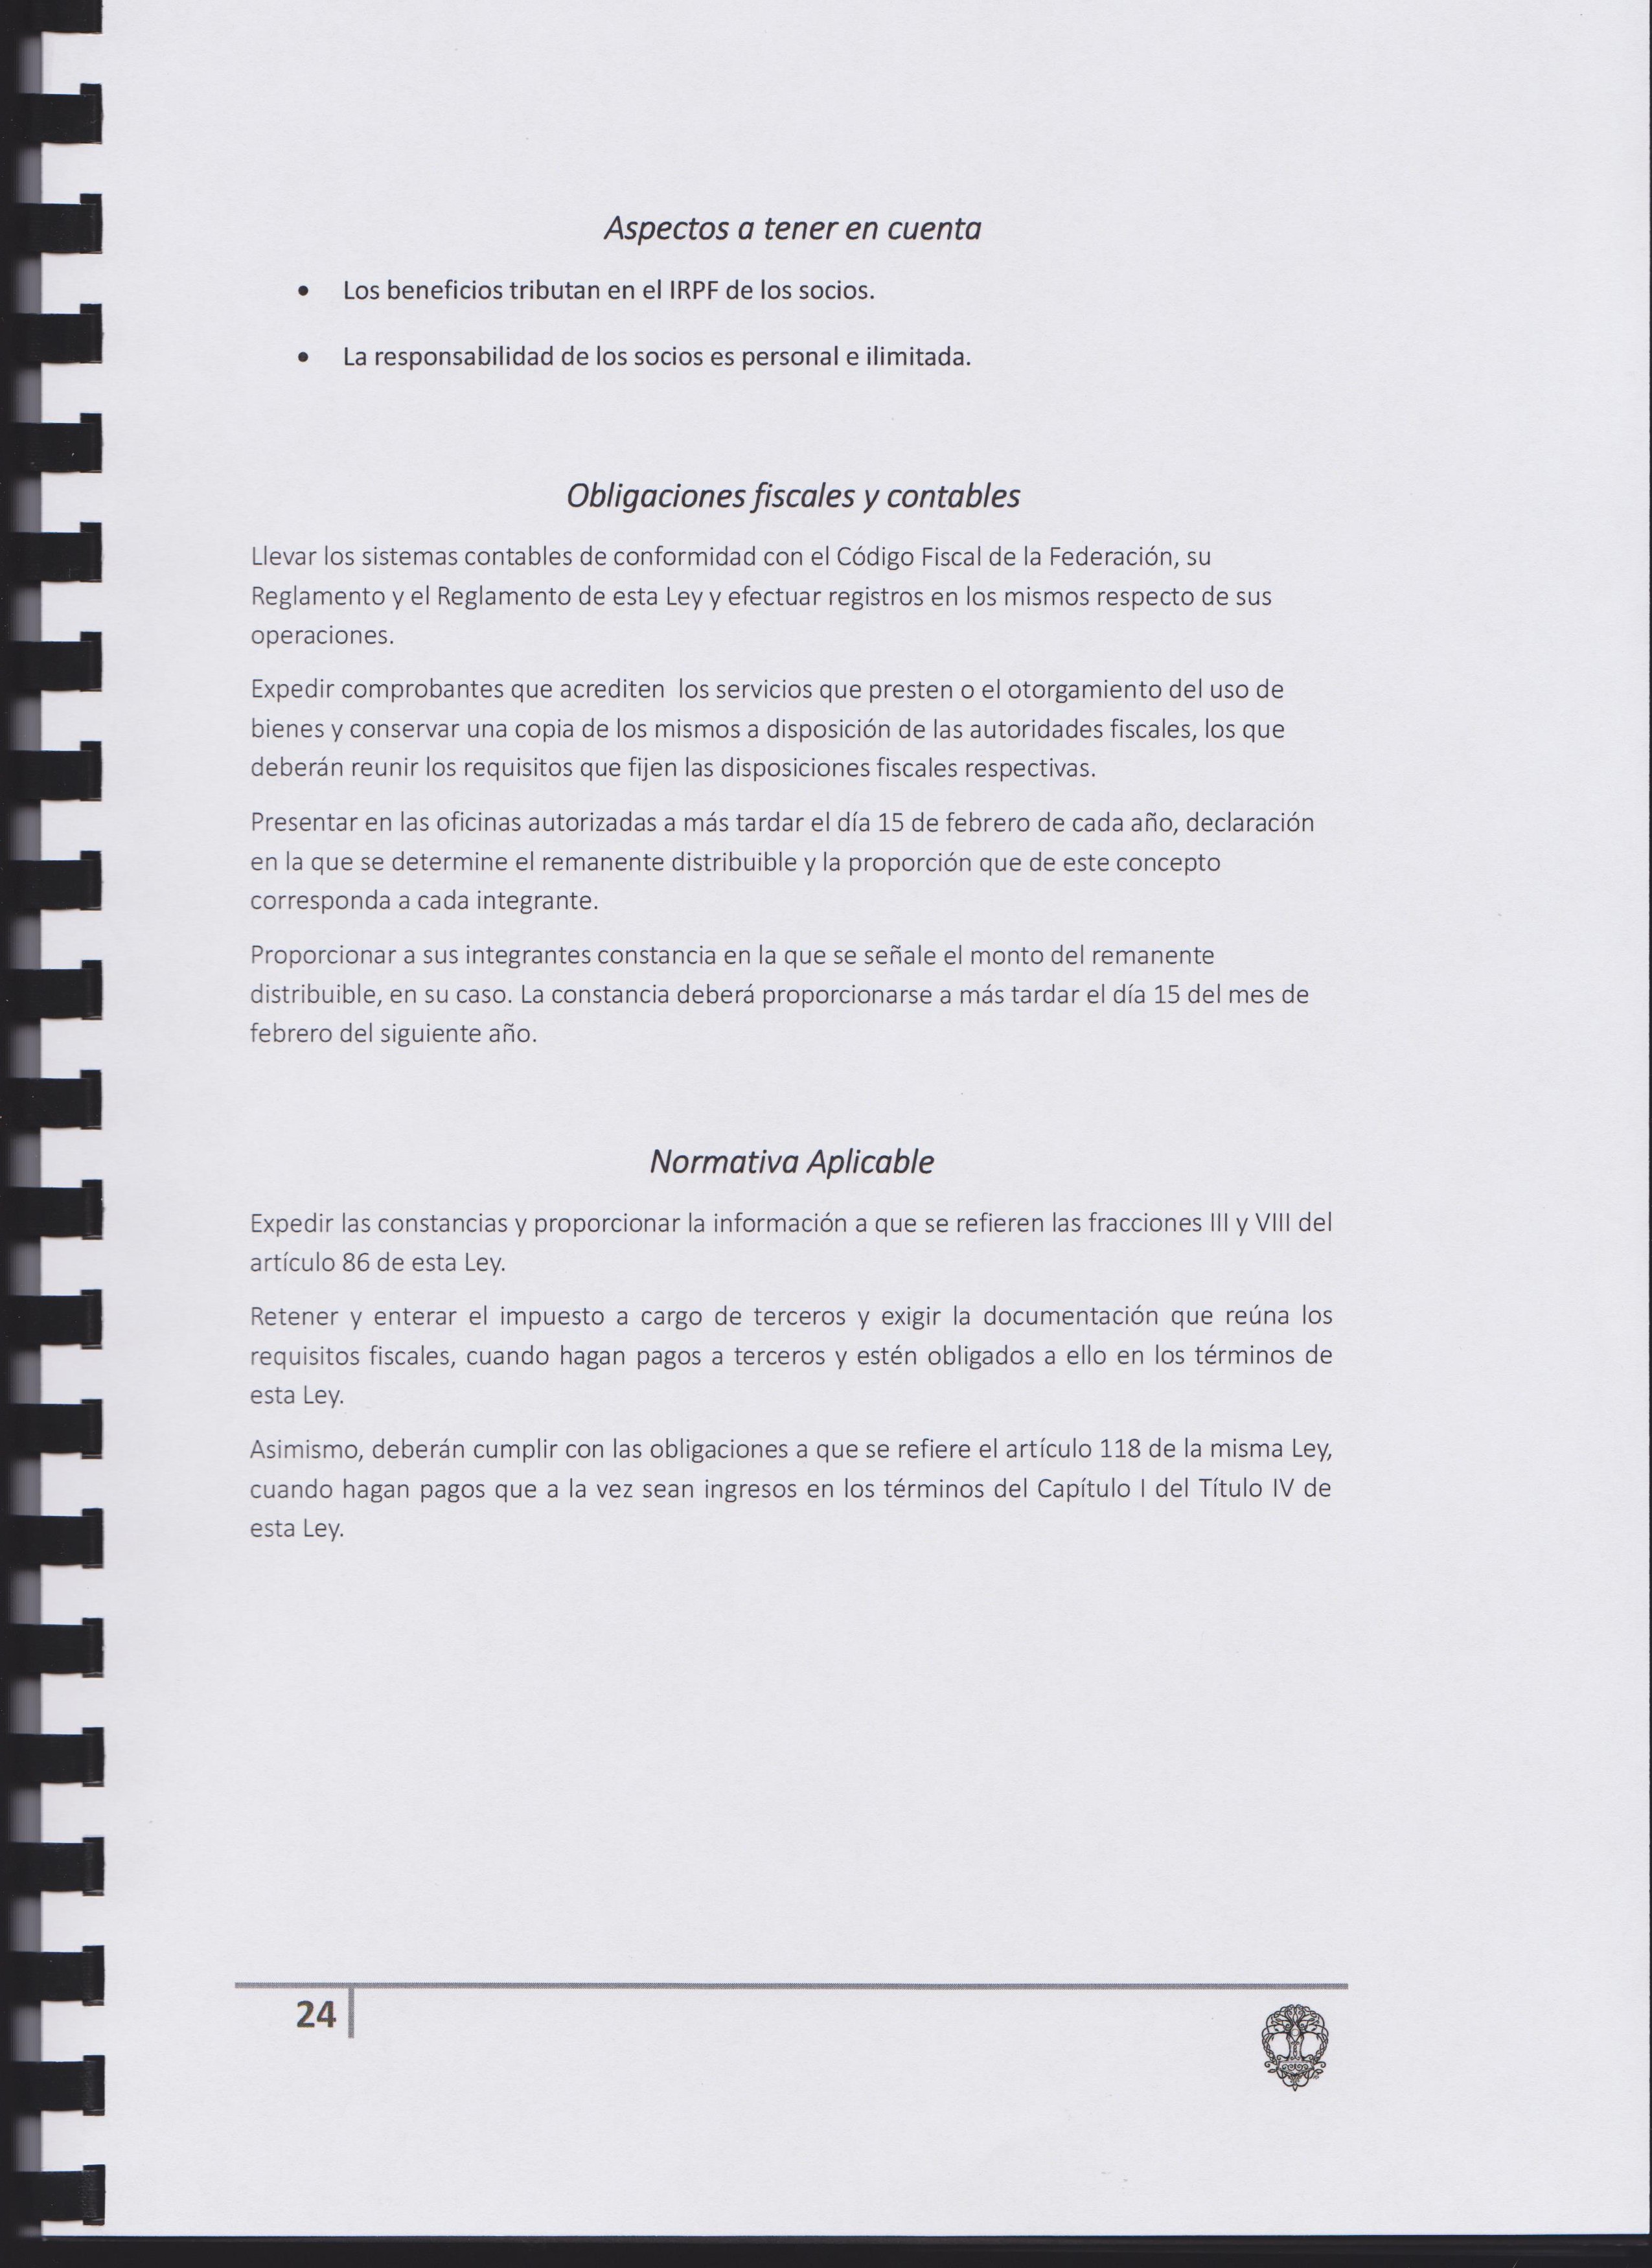 Aspectos a tener en cuenta
• Los beneficios tributan en el IRPF de los socios.
• La responsabilidad de los socios es personal e ilimitada.
Obligaciones fiscales y contables
Llevar los sistemas contables de conformidad con el Código Fiscal de la Federación, su
Reglamento y el Reglamento de esta Ley y efectuar registros en los mismos respecto de sus
operaciones.
Expedir comprobantes que acrediten  los servicios que presten o el otorgamiento del uso de
bienes y conservar una copia de los mismos a disposición de las autoridades fiscales, los que
deberán reunir los requisitos que fijen las disposiciones fiscales respectivas.
Presentar en las oficinas autorizadas a más tardar el día 15 de febrero de cada año, declaración
en la que se determine el remanente distribuible y la proporción que de este concepto
corresponda a cada integrante.
Proporcionar a sus integrantes constancia en la que se señale el monto del remanente
distribuible, en su caso. La constancia deberá proporcionarse a más tardar el día 15 del mes de
febrero del siguiente año.
Normativa Aplicable
Expedir las constancias y proporcionar la información a que se refieren las fracciones III y VIII del
artículo 86 de esta Ley.
Retener y enterar el impuesto a cargo de terceros y exigir la documentación que reúna los
requisitos fiscales, cuando hagan pagos a terceros y estén obligados a ello en los términos de
esta Ley.
Asimismo, deberán cumplir con las obligaciones a que se refiere el artículo 118 de la misma Ley,
cuando hagan pagos que a la vez sean ingresos en los términos del Capítulo I del Título IV de
esta Ley.
24